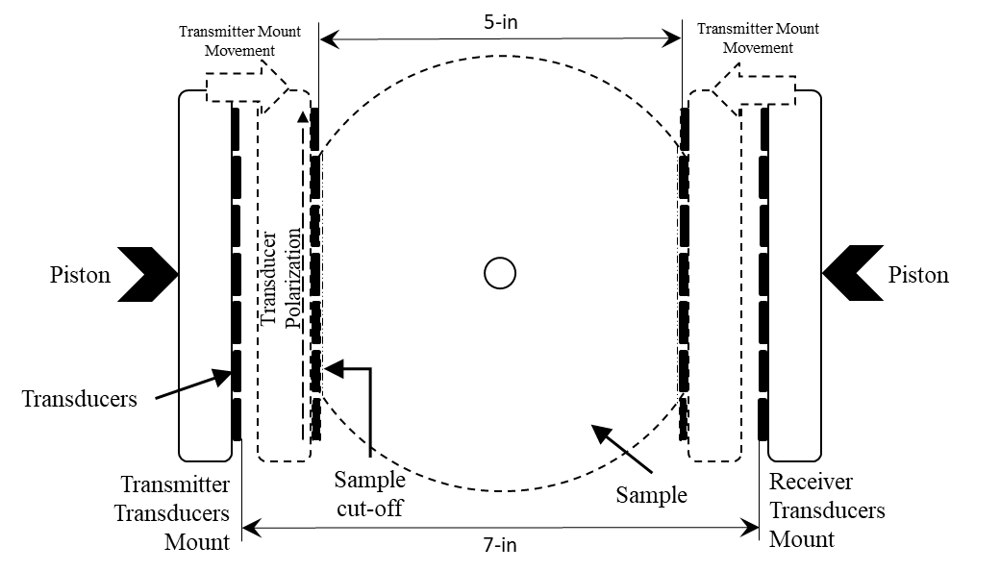 5-in
Transmitter Mount
Movement
Transmitter Mount
Movement
Transducer
Polarization
Piston
Piston
Transducers
Transmitter
Transducers
Mount
Sample
cut-off
Sample
Receiver
Transducers
Mount
7-in